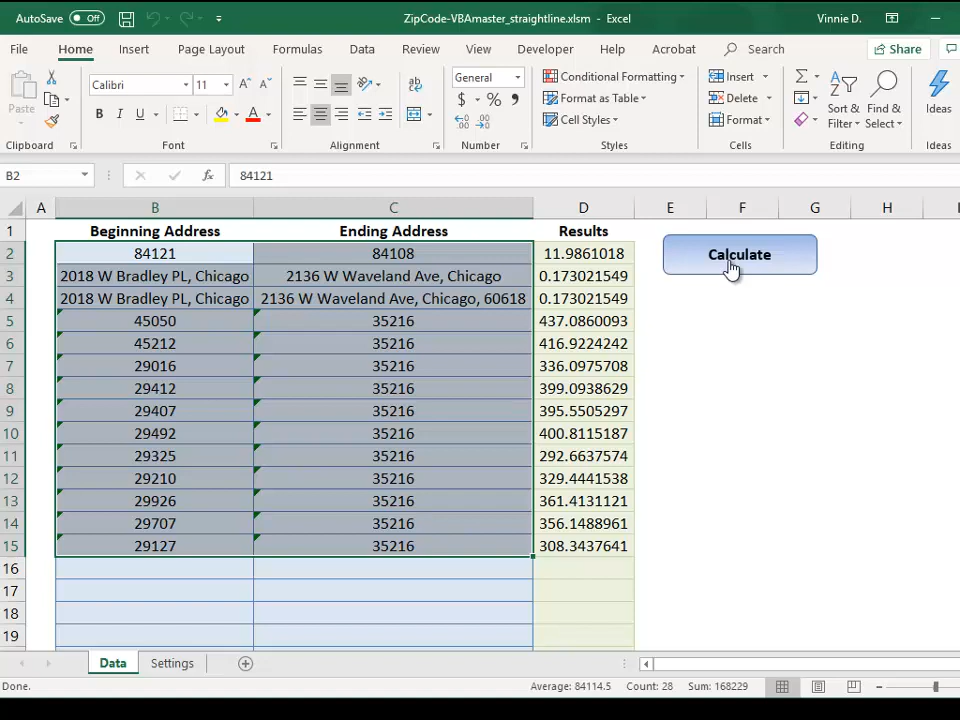 AutoSave Off ZipCode-VBAmaster_straightline.xlsm - Excel Vinnie D.
File Home Insert Page Layout Formulas Data Review View Developer Help Acrobat Search Share
Paste Calibri 11 General Conditional Formatting Insert
B I U Format as Table Delete Sort & Find & Ideas
Cell Styles Format Filter Select
Clipboard Font Alignment Number Styles Cells Editing Ideas
B2 fx 84121
A B C D E F G H
1 Beginning Address Ending Address Results
2 84121 84108 11.9861018 Calculate
3 2018 W Bradley PL, Chicago 2136 W Waveland Ave, Chicago 0.173021549
4 2018 W Bradley PL, Chicago 2136 W Waveland Ave, Chicago, 60618 0.173021549
5 45050 35216 437.0860093
6 45212 35216 416.9224242
7 29016 35216 336.0975708
8 29412 35216 399.0938629
9 29407 35216 395.5505297
10 29492 35216 400.8115187
11 29325 35216 292.6637574
12 29210 35216 329.4441538
13 29926 35216 361.4131121
14 29707 35216 356.1488961
15 29127 35216 308.3437641
16
17
18
19
Data Settings
Done. Average: 84114.5 Count: 28 Sum: 168229